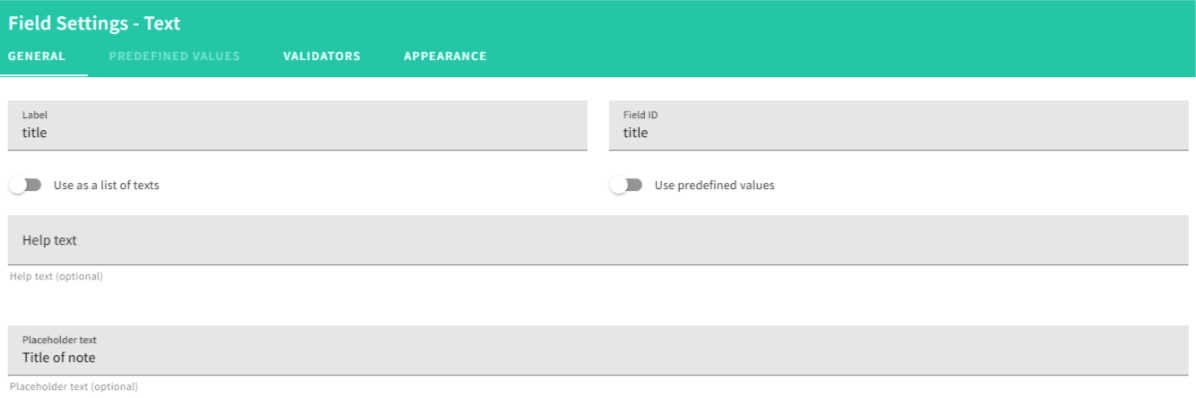 Field Settings - Text
GENERAL PREDEFINED VALUES VALIDATORS APPEARANCE
Label
title
Field ID
title
Use as a list of texts
Use predefined values
Help text
Help text (optional)
Placeholder text
Title of note
Placeholder text (optional)